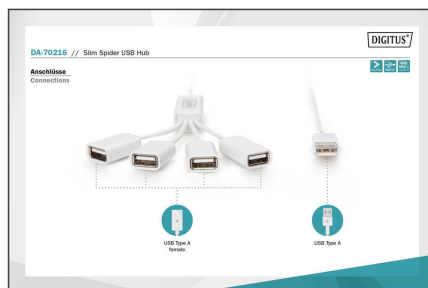 DIGITUS®
DA-70216 // Slim Spider USB Hub
Anschlüsse
Connections
USB Type A
female
USB Type A